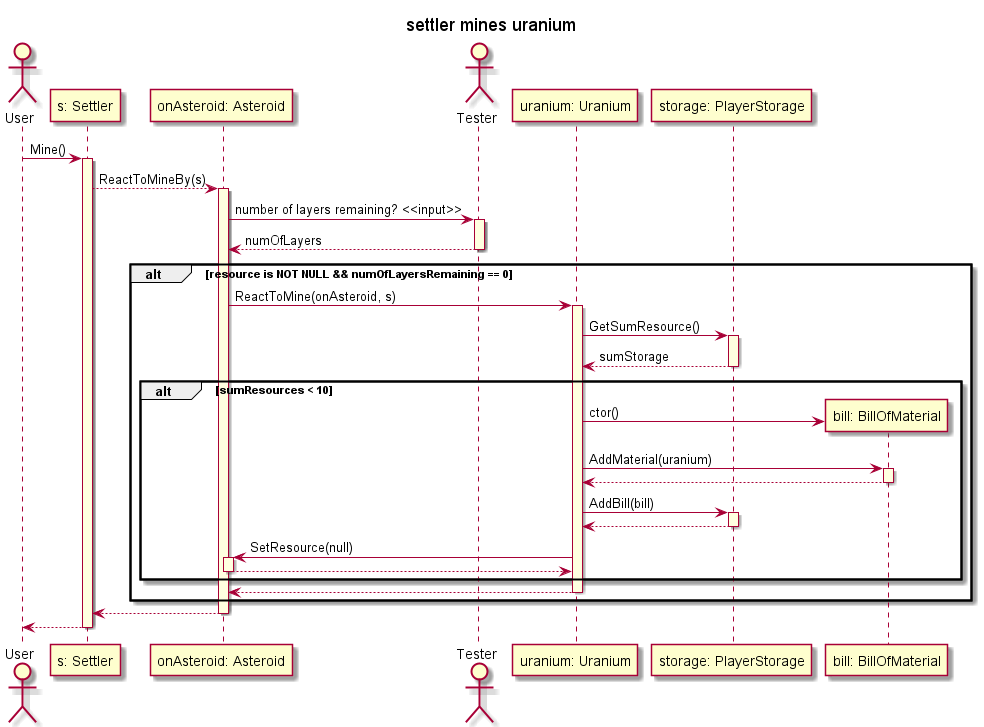 settler mines uranium
User
s: Settler
onAsteroid: Asteroid
Tester
uranium: Uranium
storage: PlayerStorage
Mine()
ReactToMineBy(s)
number of layers remaining? <<input>>
numOfLayers
alt [resource is NOT NULL && numOfLayersRemaining == 0]
ReactToMine(onAsteroid, s)
GetSumResource()
sumStorage
alt [sumResources < 10]
ctor()
bill: BillOfMaterial
AddMaterial(uranium)
AddBill(bill)
SetResource(null)
User
s: Settler
onAsteroid: Asteroid
Tester
uranium: Uranium
storage: PlayerStorage
bill: BillOfMaterial